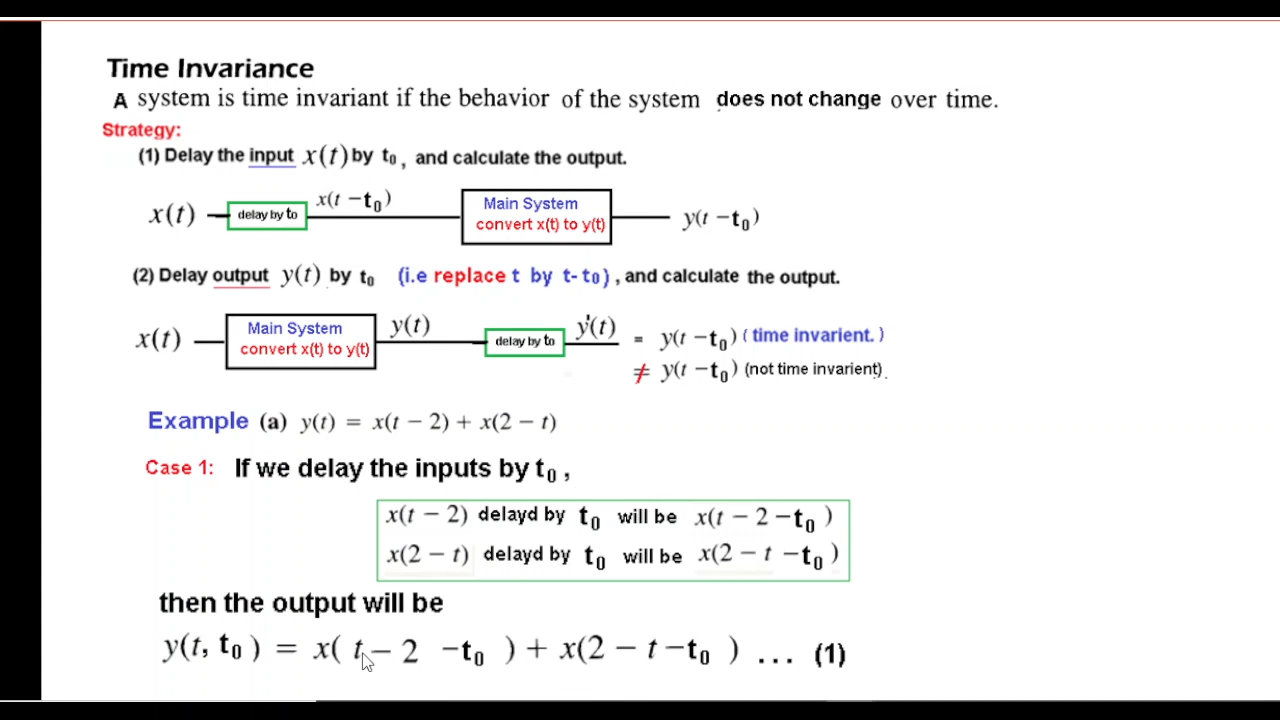 Time Invariance
A system is time invariant if the behavior of the system does not change over time.
Strategy:
(1) Delay the input x(t) by t₀ , and calculate the output.
x(t) delay by to x(t − t₀) Main System convert x(t) to y(t) y(t − t₀)
(2) Delay output y(t) by t₀ (i.e replace t by t- t₀) , and calculate the output.
x(t) Main System convert x(t) to y(t) y(t) delay by to y'(t) = y(t − t₀) ( time invarient. )
≠ y(t − t₀) (not time invarient).
Example (a) y(t) = x(t − 2) + x(2 − t)
Case 1: If we delay the inputs by t₀ ,
x(t − 2) delayd by t₀ will be x(t − 2 − t₀ )
x(2 − t) delayd by t₀ will be x(2 − t − t₀ )
then the output will be
y(t, t₀ ) = x( t − 2 − t₀ ) + x(2 − t − t₀ ) ... (1)